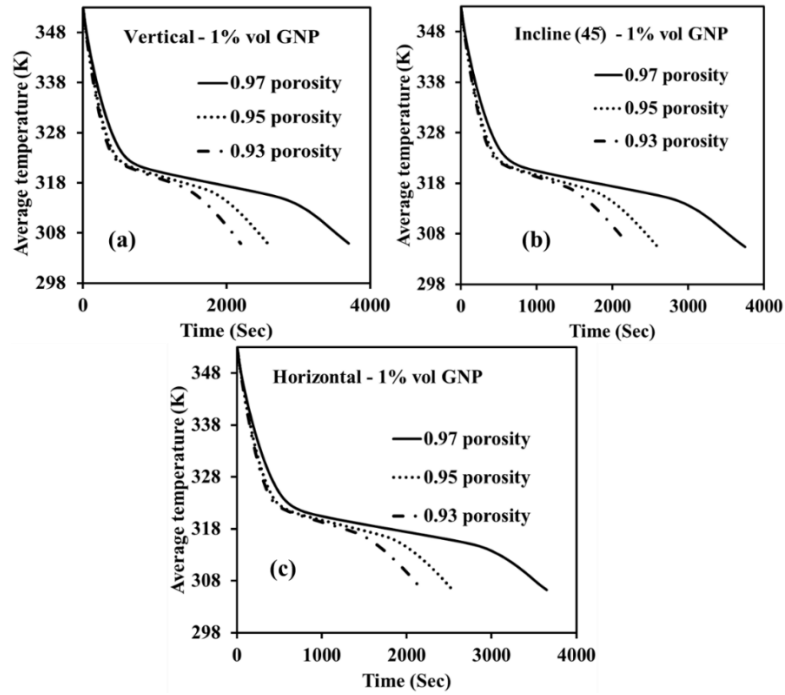 Vertical - 1% vol GNP
0.97 porosity
0.95 porosity
0.93 porosity
(a)
Average temperature (K)
348
338
328
318
308
298
0
2000
4000
Time (Sec)
Incline (45) - 1% vol GNP
0.97 porosity
0.95 porosity
0.93 porosity
(b)
Average temperature (K)
348
338
328
318
308
298
0
1000
2000
3000
4000
Time (Sec)
Horizontal - 1% vol GNP
0.97 porosity
0.95 porosity
0.93 porosity
(c)
Average temperature (K)
348
338
328
318
308
298
0
1000
2000
3000
4000
Time (Sec)